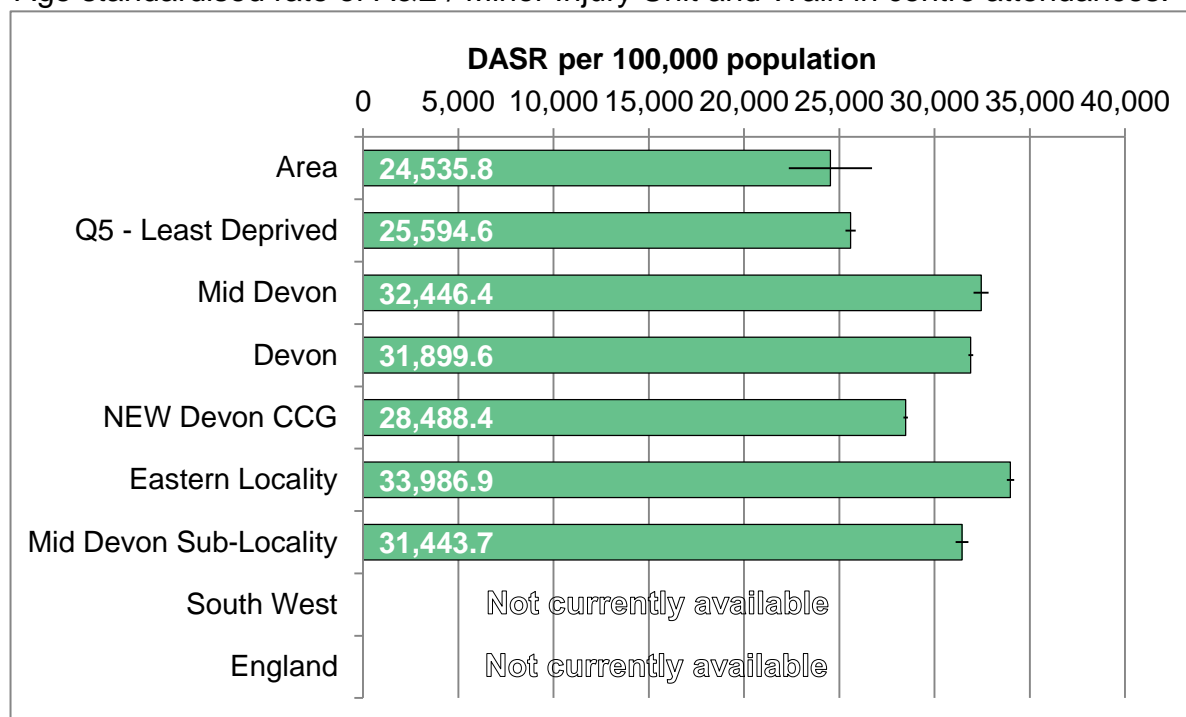 DASR per 100,000 population
0 5,000 10,000 15,000 20,000 25,000 30,000 35,000 40,000
Area 24,535.8
Q5 - Least Deprived 25,594.6
Mid Devon 32,446.4
Devon 31,899.6
NEW Devon CCG 28,488.4
Eastern Locality 33,986.9
Mid Devon Sub-Locality 31,443.7
South West Not currently available
England Not currently available